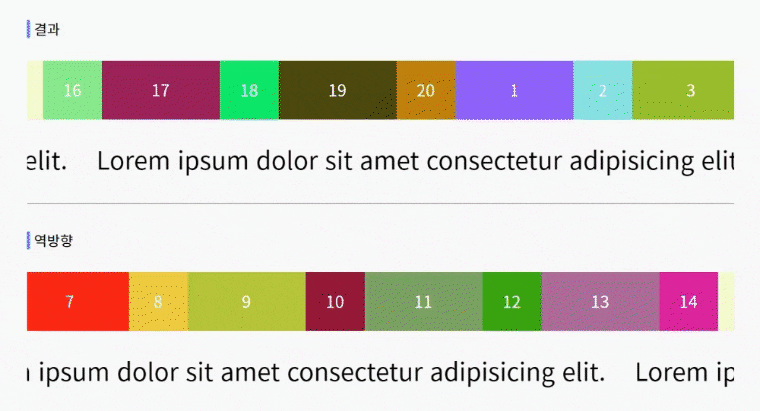 결과
16 17 18 19 20 1 2 3
elit. Lorem ipsum dolor sit amet consectetur adipisicing elit
역방향
7 8 9 10 11 12 13 14
ipsum dolor sit amet consectetur adipisicing elit. Lorem ip